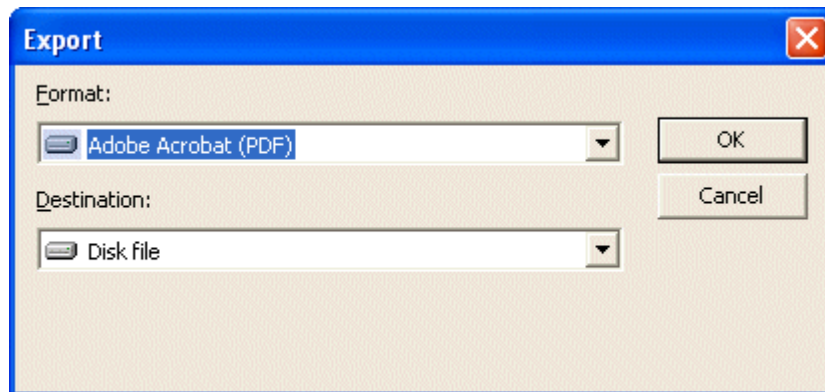 Export
Format:
Adobe Acrobat (PDF)
OK
Destination:
Cancel
Disk file